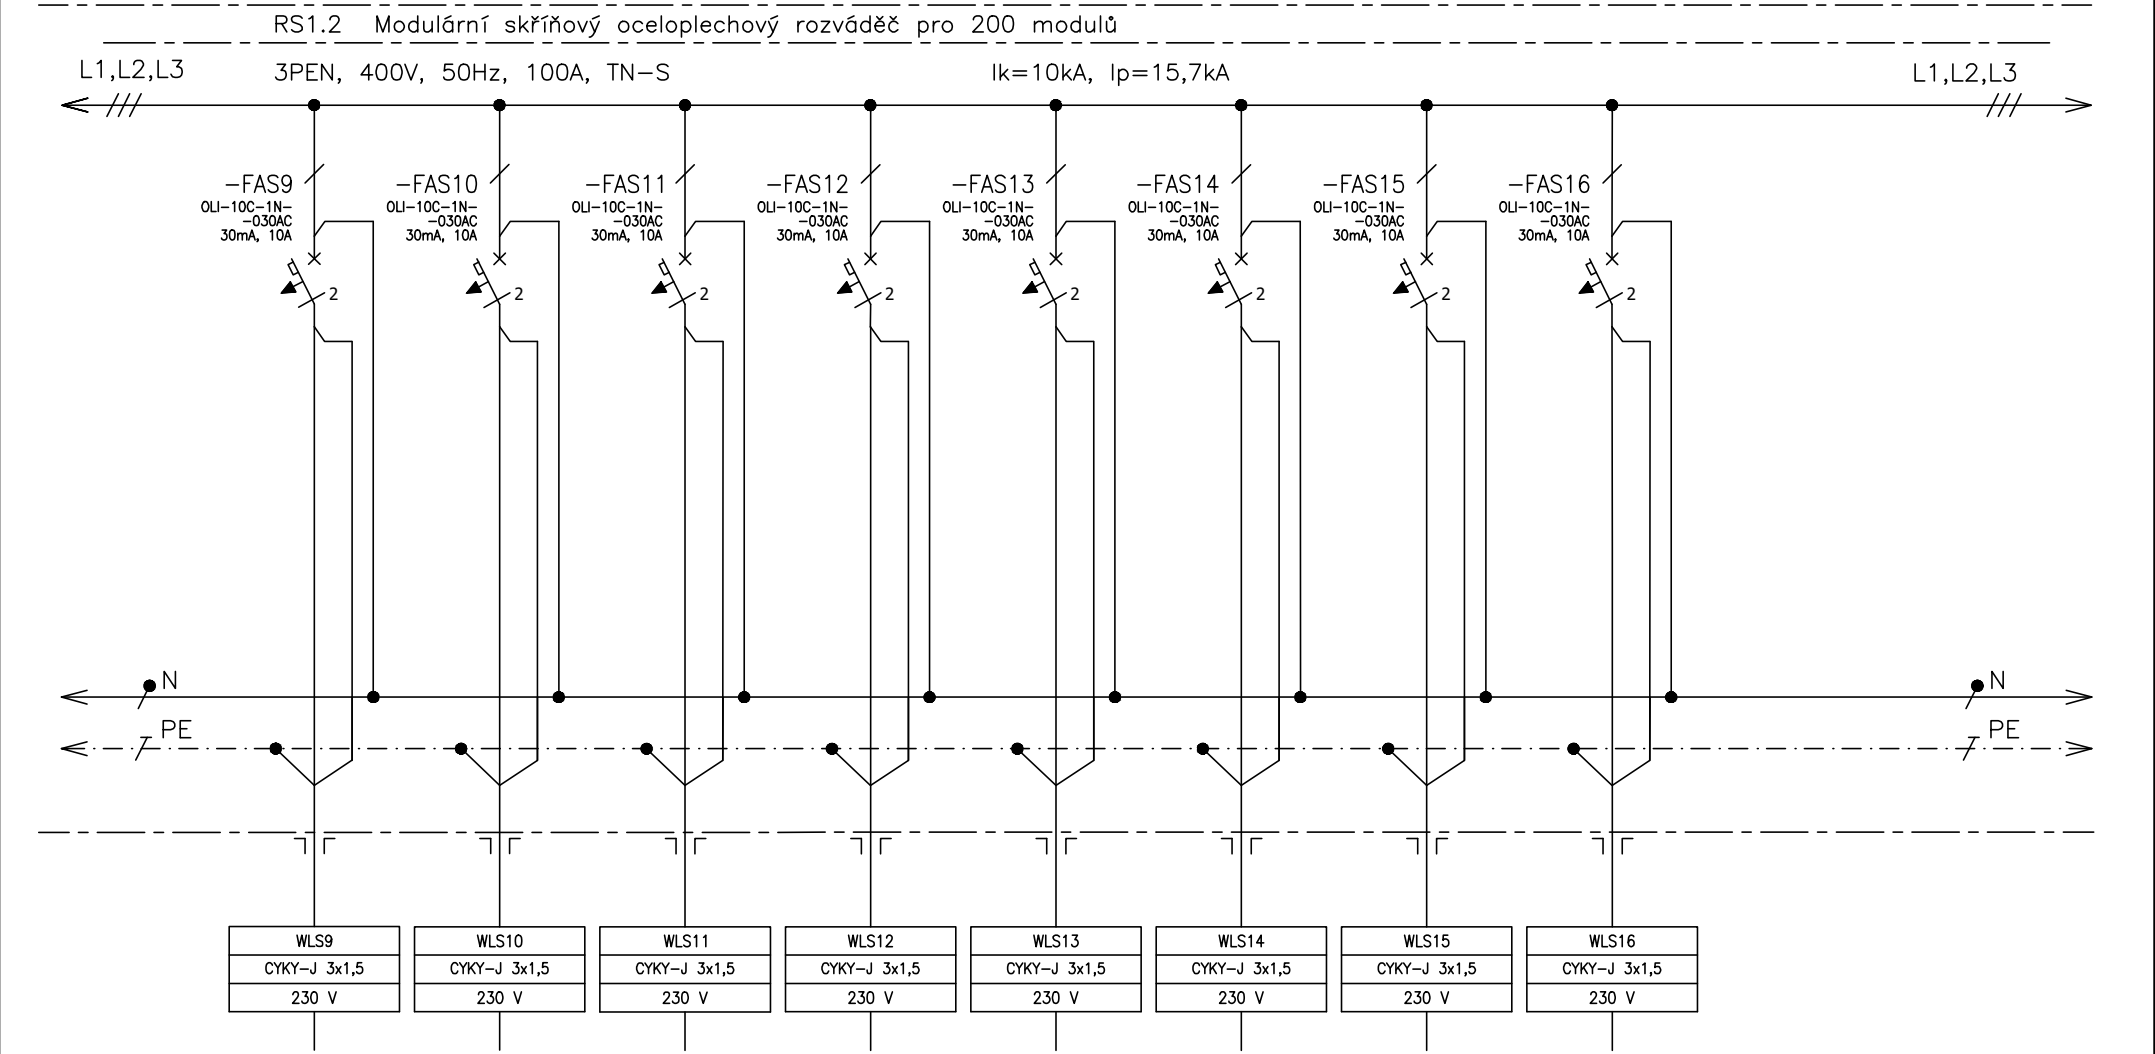 RS1.2 Modulární skříňový oceloplechový rozváděč pro 200 modulů
L1,L2,L3 3PEN, 400V, 50Hz, 100A, TN-S Ik=10kA, Ip=15,7kA L1,L2,L3
-FAS9
OLI-10C-1N-
-030AC
30mA, 10A
2
-FAS10
OLI-10C-1N-
-030AC
30mA, 10A
2
-FAS11
OLI-10C-1N-
-030AC
30mA, 10A
2
-FAS12
OLI-10C-1N-
-030AC
30mA, 10A
2
-FAS13
OLI-10C-1N-
-030AC
30mA, 10A
2
-FAS14
OLI-10C-1N-
-030AC
30mA, 10A
2
-FAS15
OLI-10C-1N-
-030AC
30mA, 10A
2
-FAS16
OLI-10C-1N-
-030AC
30mA, 10A
2
N N
PE PE
WLS9
CYKY-J 3x1,5
230 V
WLS10
CYKY-J 3x1,5
230 V
WLS11
CYKY-J 3x1,5
230 V
WLS12
CYKY-J 3x1,5
230 V
WLS13
CYKY-J 3x1,5
230 V
WLS14
CYKY-J 3x1,5
230 V
WLS15
CYKY-J 3x1,5
230 V
WLS16
CYKY-J 3x1,5
230 V